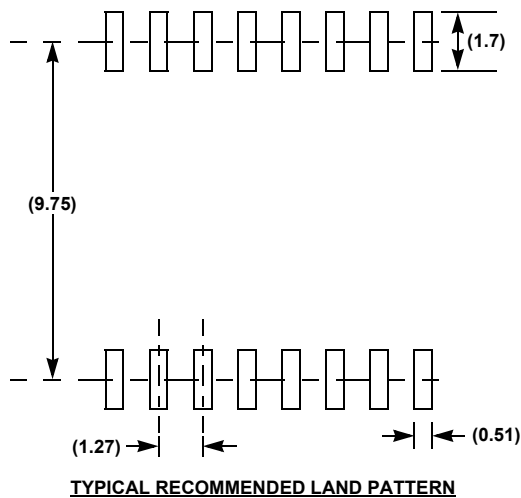 (1.7)
(9.75)
(1.27)
(0.51)
TYPICAL RECOMMENDED LAND PATTERN